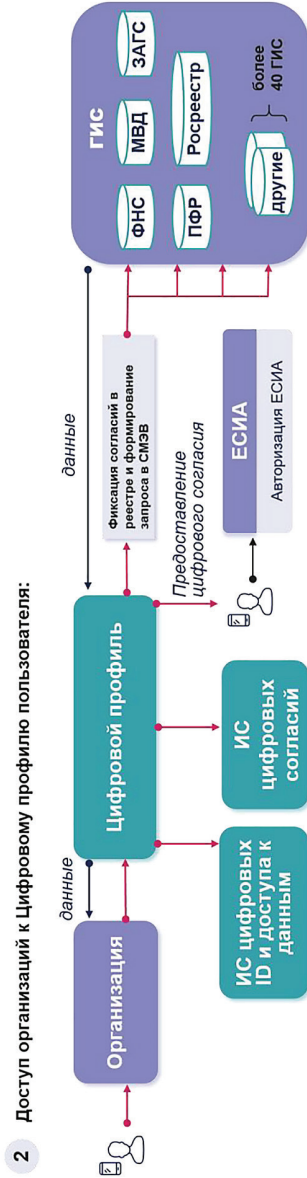 2 Доступ организаций к Цифровому профилю пользователя:
Организация
данные
Цифровой профиль
данные
Фиксация согласий в
реестре и формирование
запроса в СМЭВ
ГИС
ФНС
МВД
ЗАГС
ПФР
Росреестр
другие
более
40 ГИС
ИС цифровых
ID и доступа к
данным
ИС
цифровых
согласий
Предоставление
цифрового согласия
ЕСИА
Авторизация ЕСИА